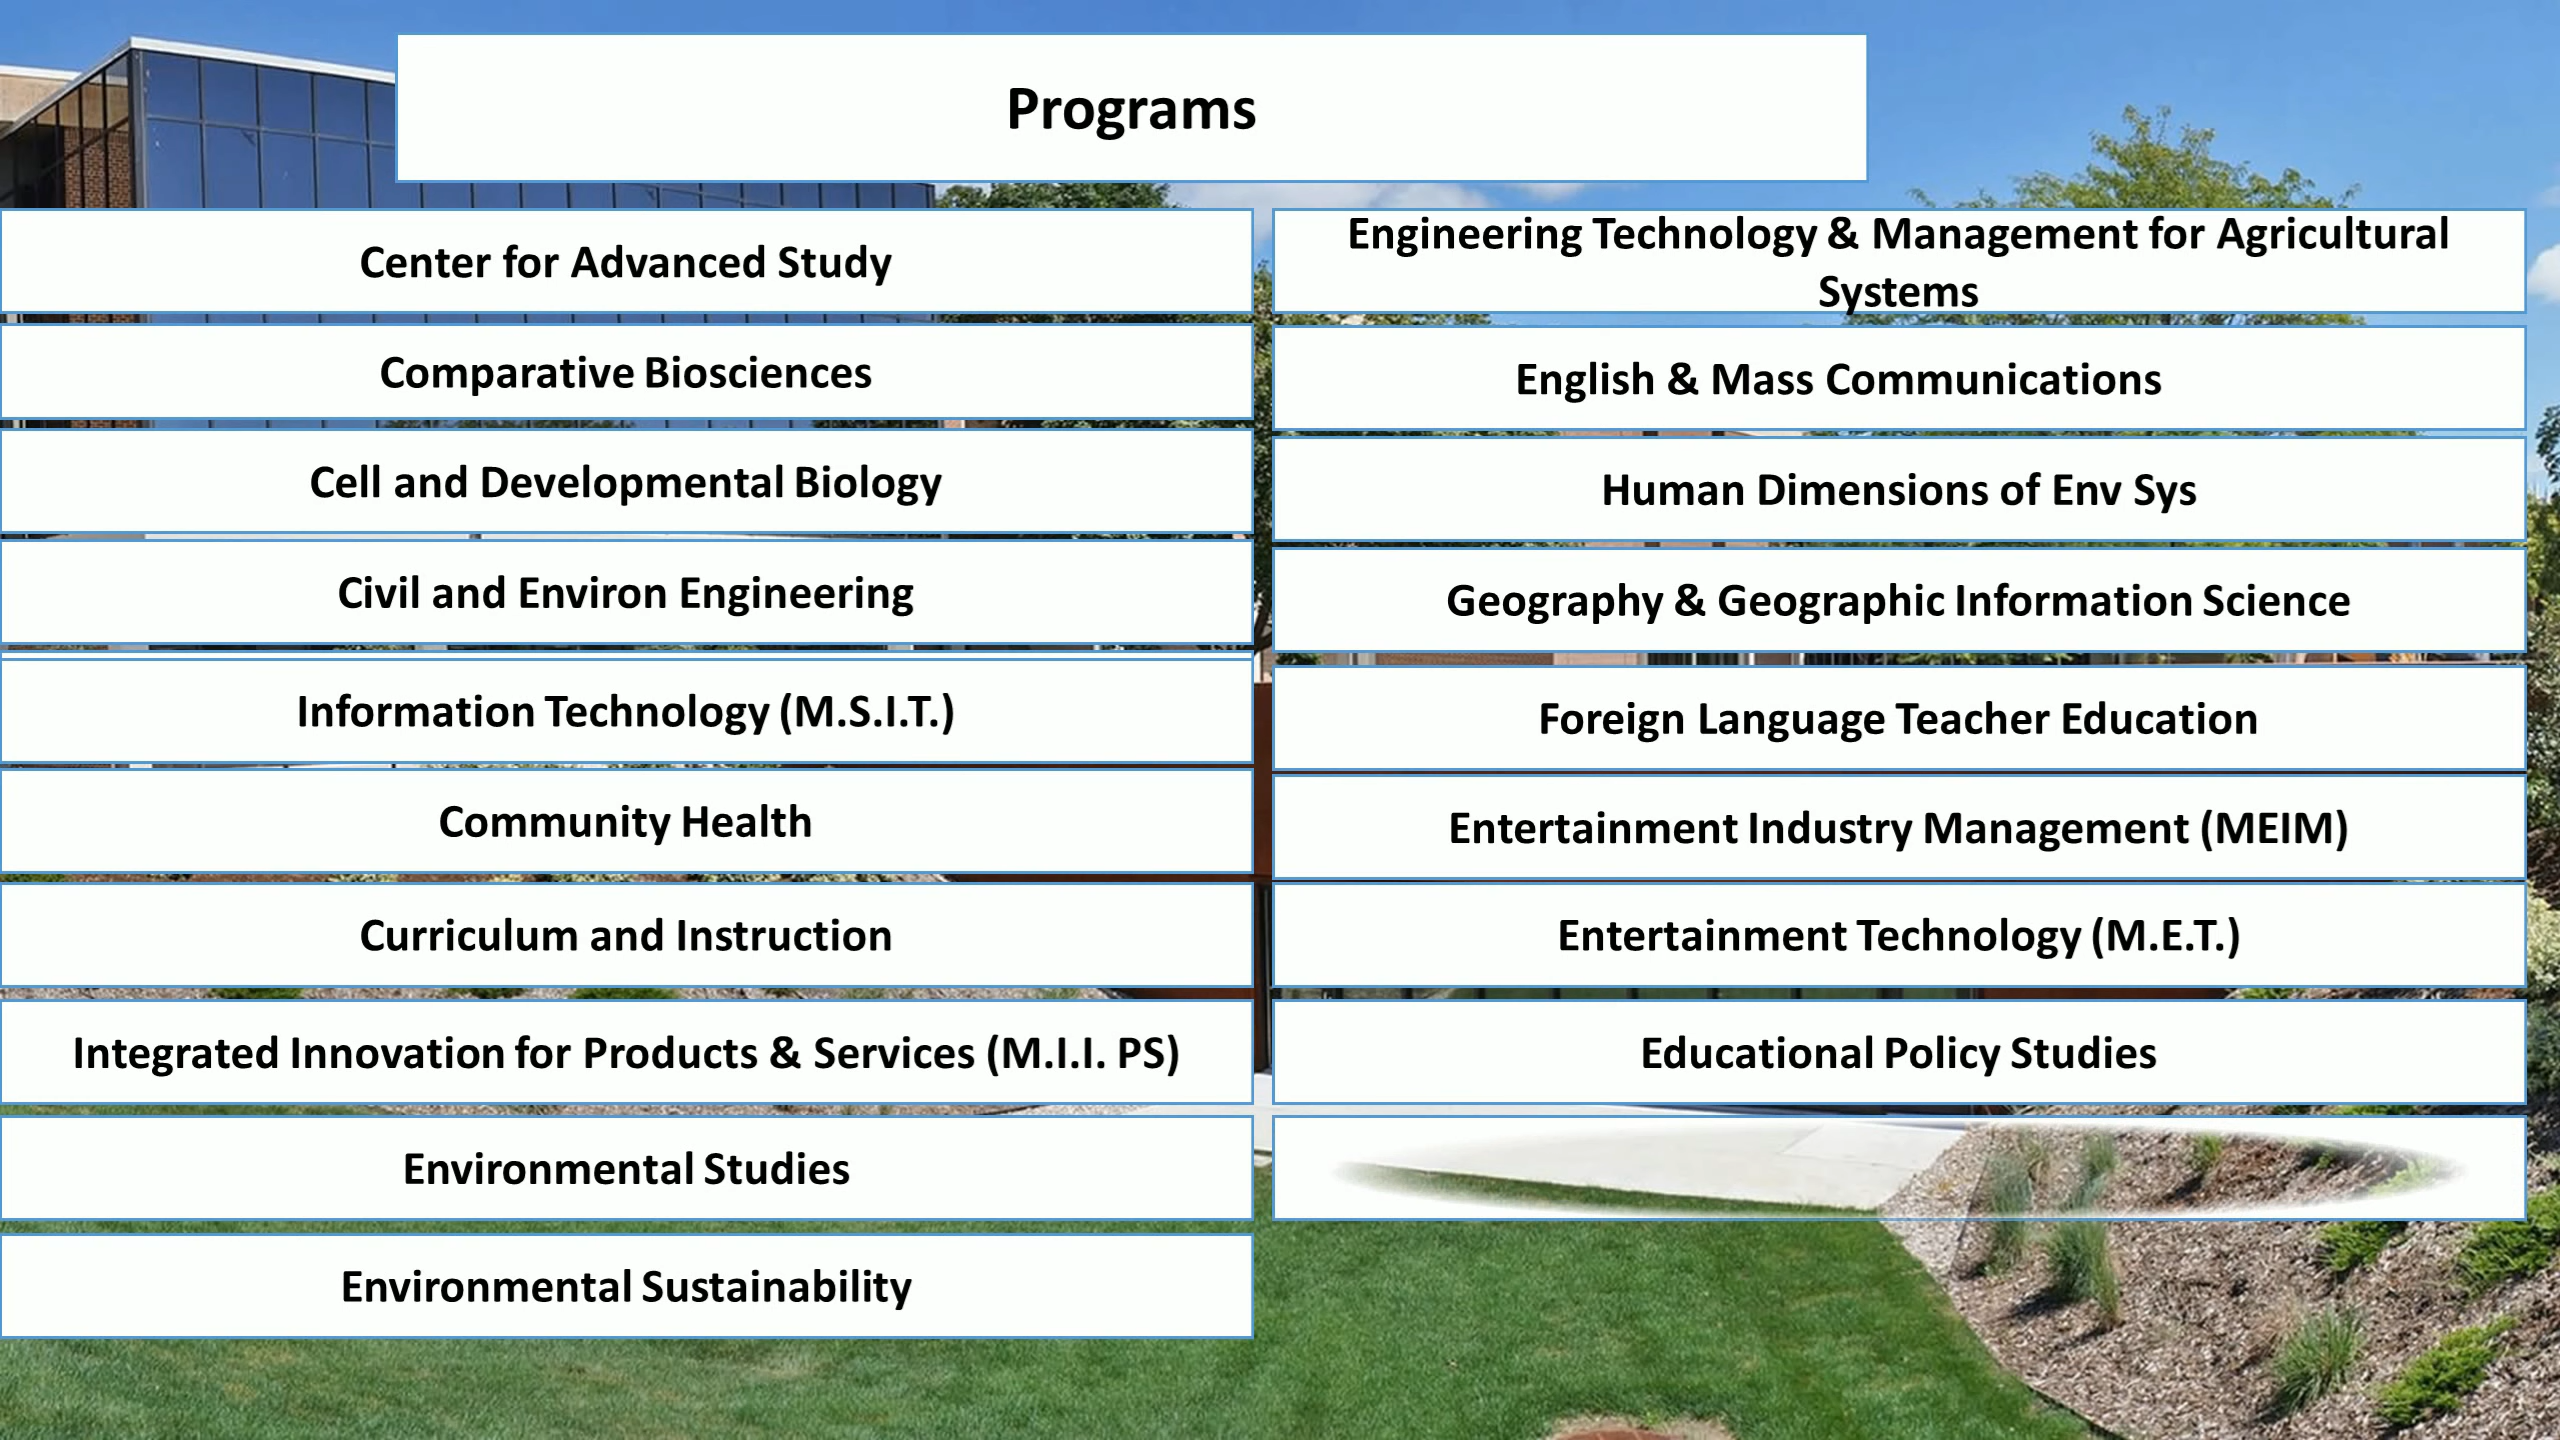 Programs
Center for Advanced Study
Comparative Biosciences
Cell and Developmental Biology
Civil and Environ Engineering
Information Technology (M.S.I.T.)
Community Health
Curriculum and Instruction
Integrated Innovation for Products & Services (M.I.I. PS)
Environmental Studies
Environmental Sustainability
Engineering Technology & Management for Agricultural
Systems
English & Mass Communications
Human Dimensions of Env Sys
Geography & Geographic Information Science
Foreign Language Teacher Education
Entertainment Industry Management (MEIM)
Entertainment Technology (M.E.T.)
Educational Policy Studies